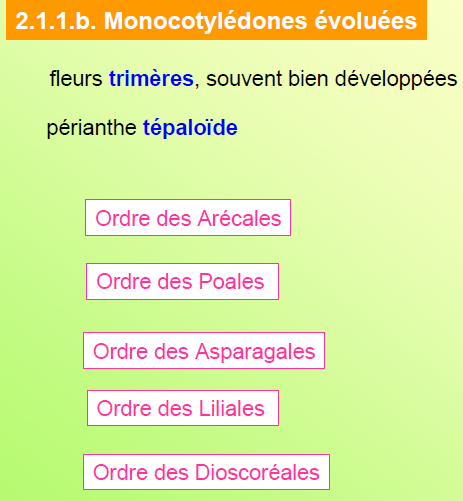 2.1.1.b. Monocotylédones évoluées
fleurs trimères, souvent bien développées
périanthe tépaloïde
Ordre des Arécales
Ordre des Poales
Ordre des Asparagales
Ordre des Liliales
Ordre des Dioscoréales